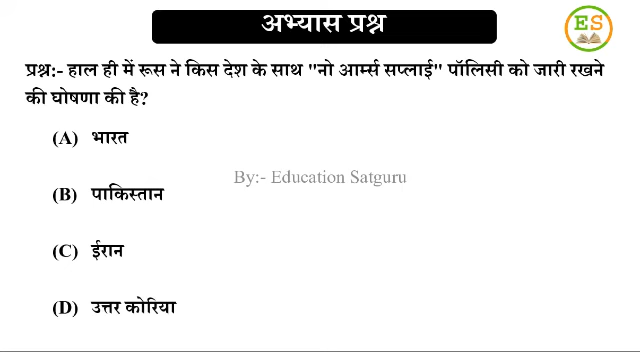 अभ्यास प्रश्न
ES
प्रश्न:- हाल ही में रूस ने किस देश के साथ "नो आर्म्स सप्लाई" पॉलिसी को जारी रखने
की घोषणा की है?
(A) भारत
By:- Education Satguru
(B) पाकिस्तान
(C) ईरान
(D) उत्तर कोरिया